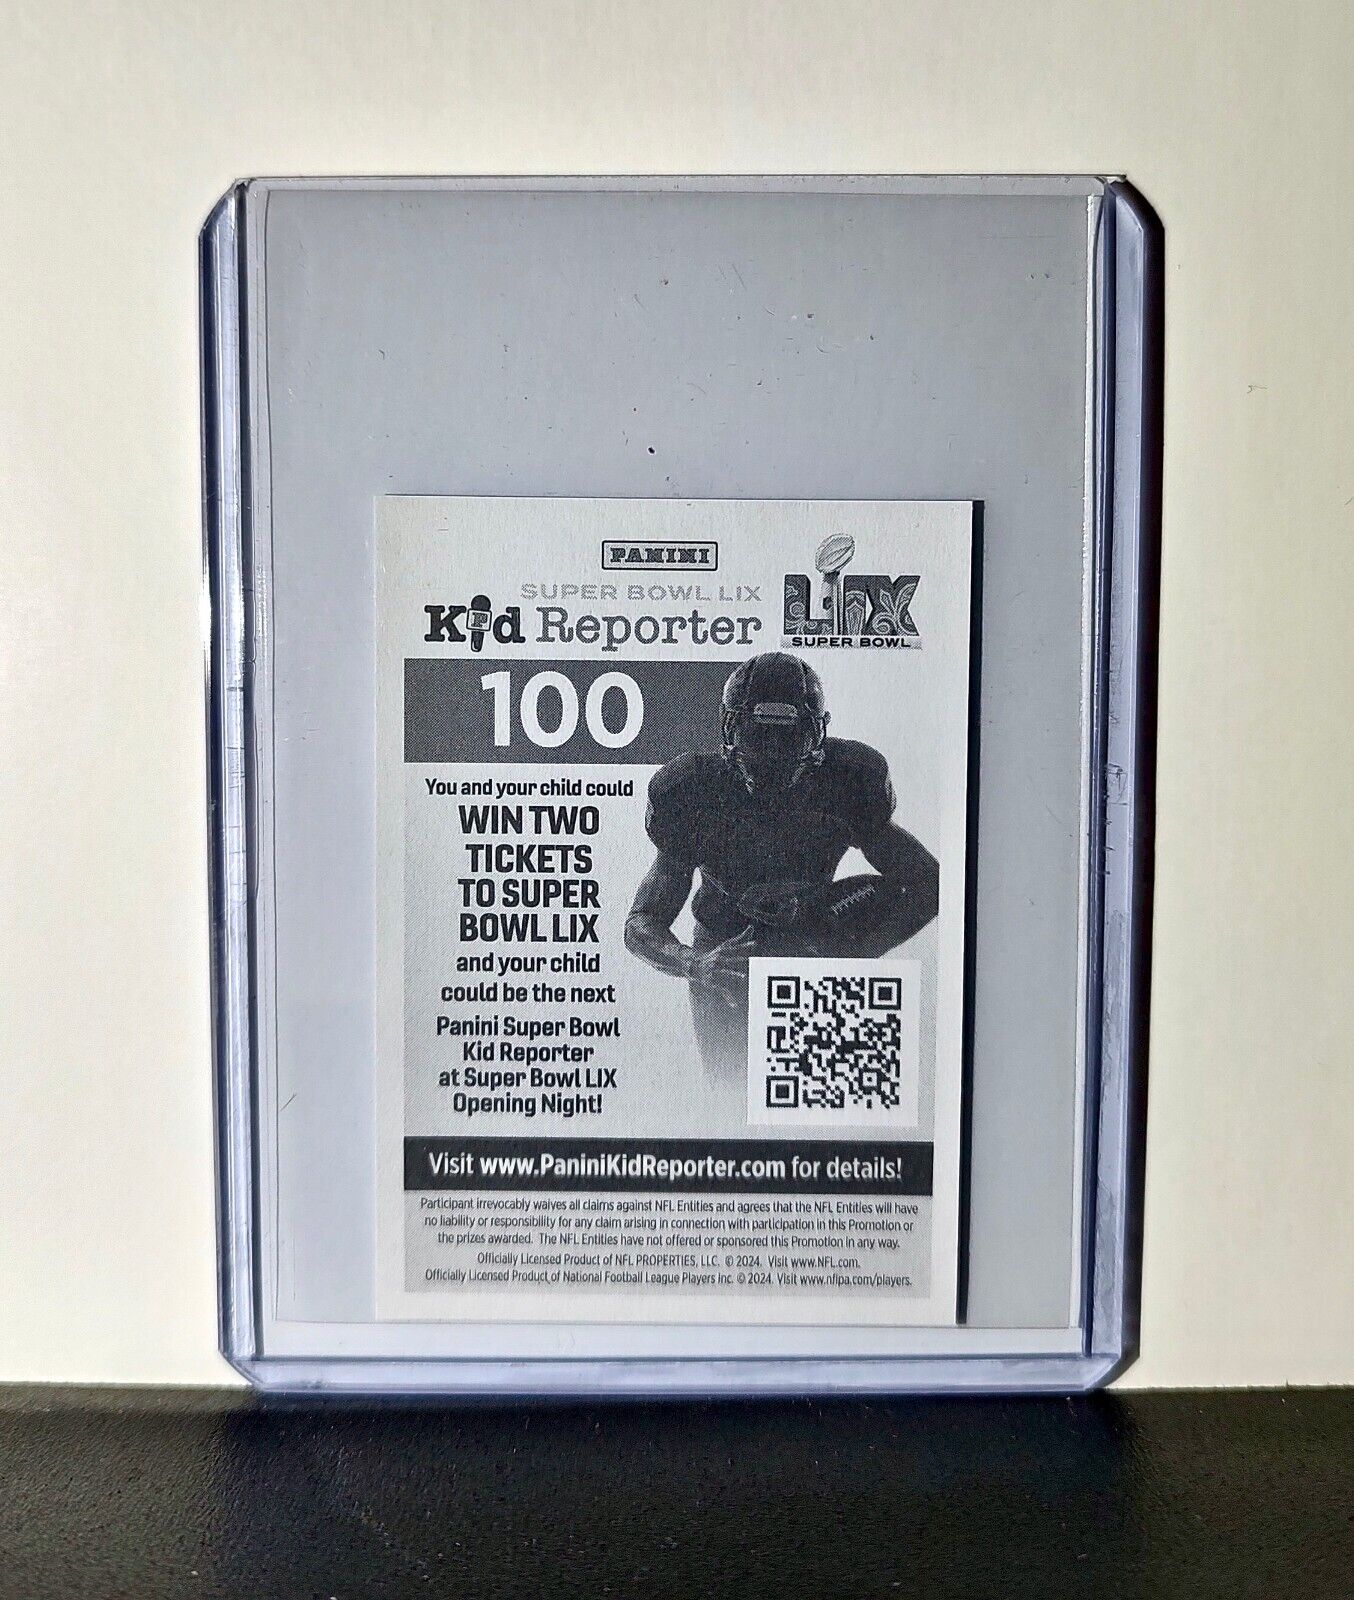 PANINI
SUPER BOWL LIX
Kid Reporter
LIX
SUPER BOWL
100
You and your child could
WIN TWO
TICKETS
TO SUPER
BOWL LIX
and your child
could be the next
Panini Super Bowl
Kid Reporter
at Super Bowl LIX
Opening Night!
Visit www.PaniniKidReporter.com for details!
Participant irrevocably waives all claims against NFL Entities and agrees that the NFL Entities will have
no liability or responsibility for any claim arising in connection with participation in this Promotion or
the prizes awarded. The NFL Entities have not offered or sponsored this Promotion in any way.
Officially Licensed Product of NFL PROPERTIES, LLC. © 2024. Visit www.NFL.com.
Officially Licensed Product of National Football League Players Inc. © 2024. Visit www.nflpa.com/players.